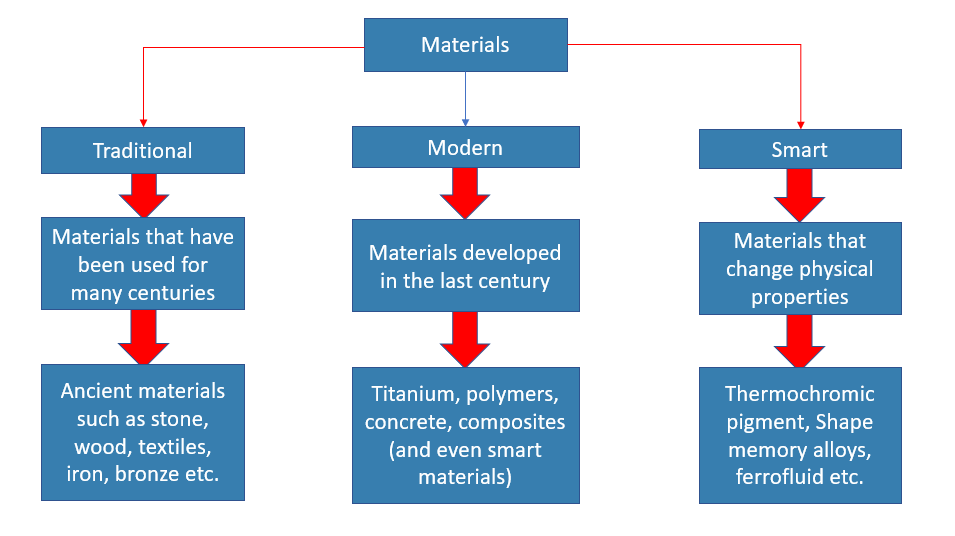 Materials
Traditional
Modern
Smart
Materials that have
been used for
many centuries
Materials developed
in the last century
Materials that
change physical
properties
Ancient materials
such as stone,
wood, textiles,
iron, bronze etc.
Titanium, polymers,
concrete, composites
(and even smart
materials)
Thermochromic
pigment, Shape
memory alloys,
ferrofluid etc.